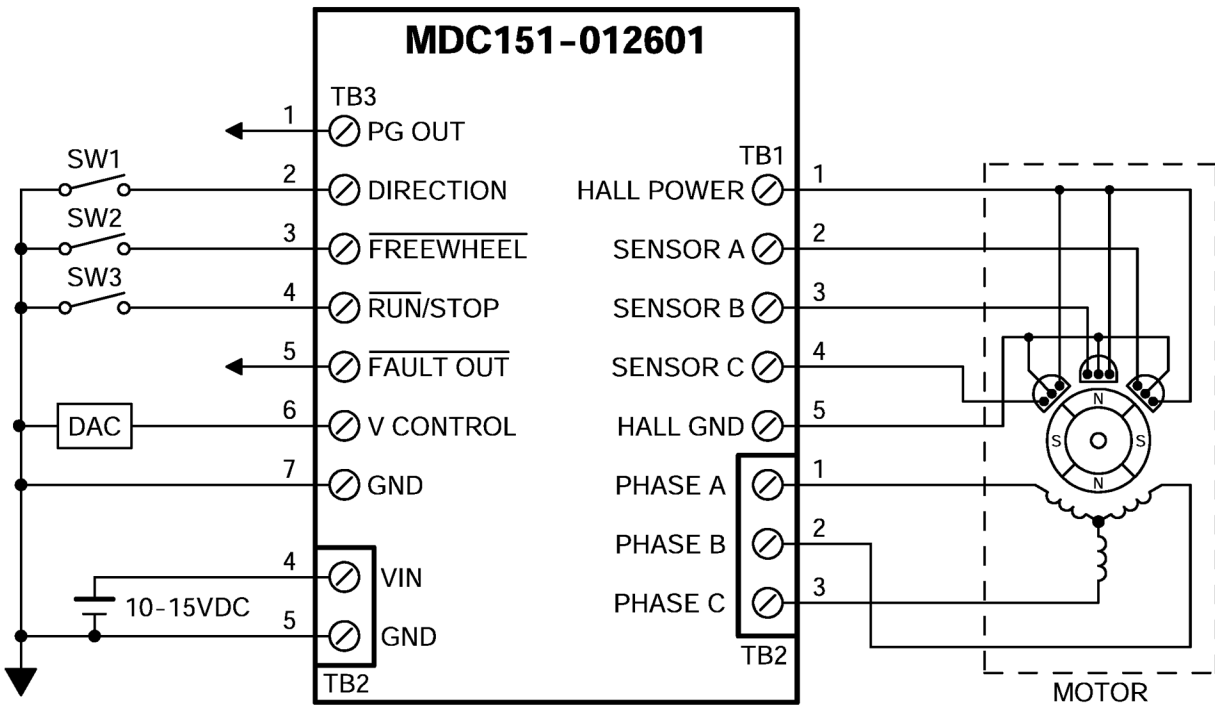 MDC151-012601
TB3
1 PG OUT
SW1 2 DIRECTION
SW2 3 FREEWHEEL
SW3 4 RUN/STOP
5 FAULT OUT
DAC 6 V CONTROL
7 GND
4 VIN
10-15VDC
5 GND
TB2
TB1
HALL POWER 1
SENSOR A 2
SENSOR B 3
SENSOR C 4
HALL GND 5
PHASE A 1
PHASE B 2
PHASE C 3
TB2
N
S S
N
MOTOR